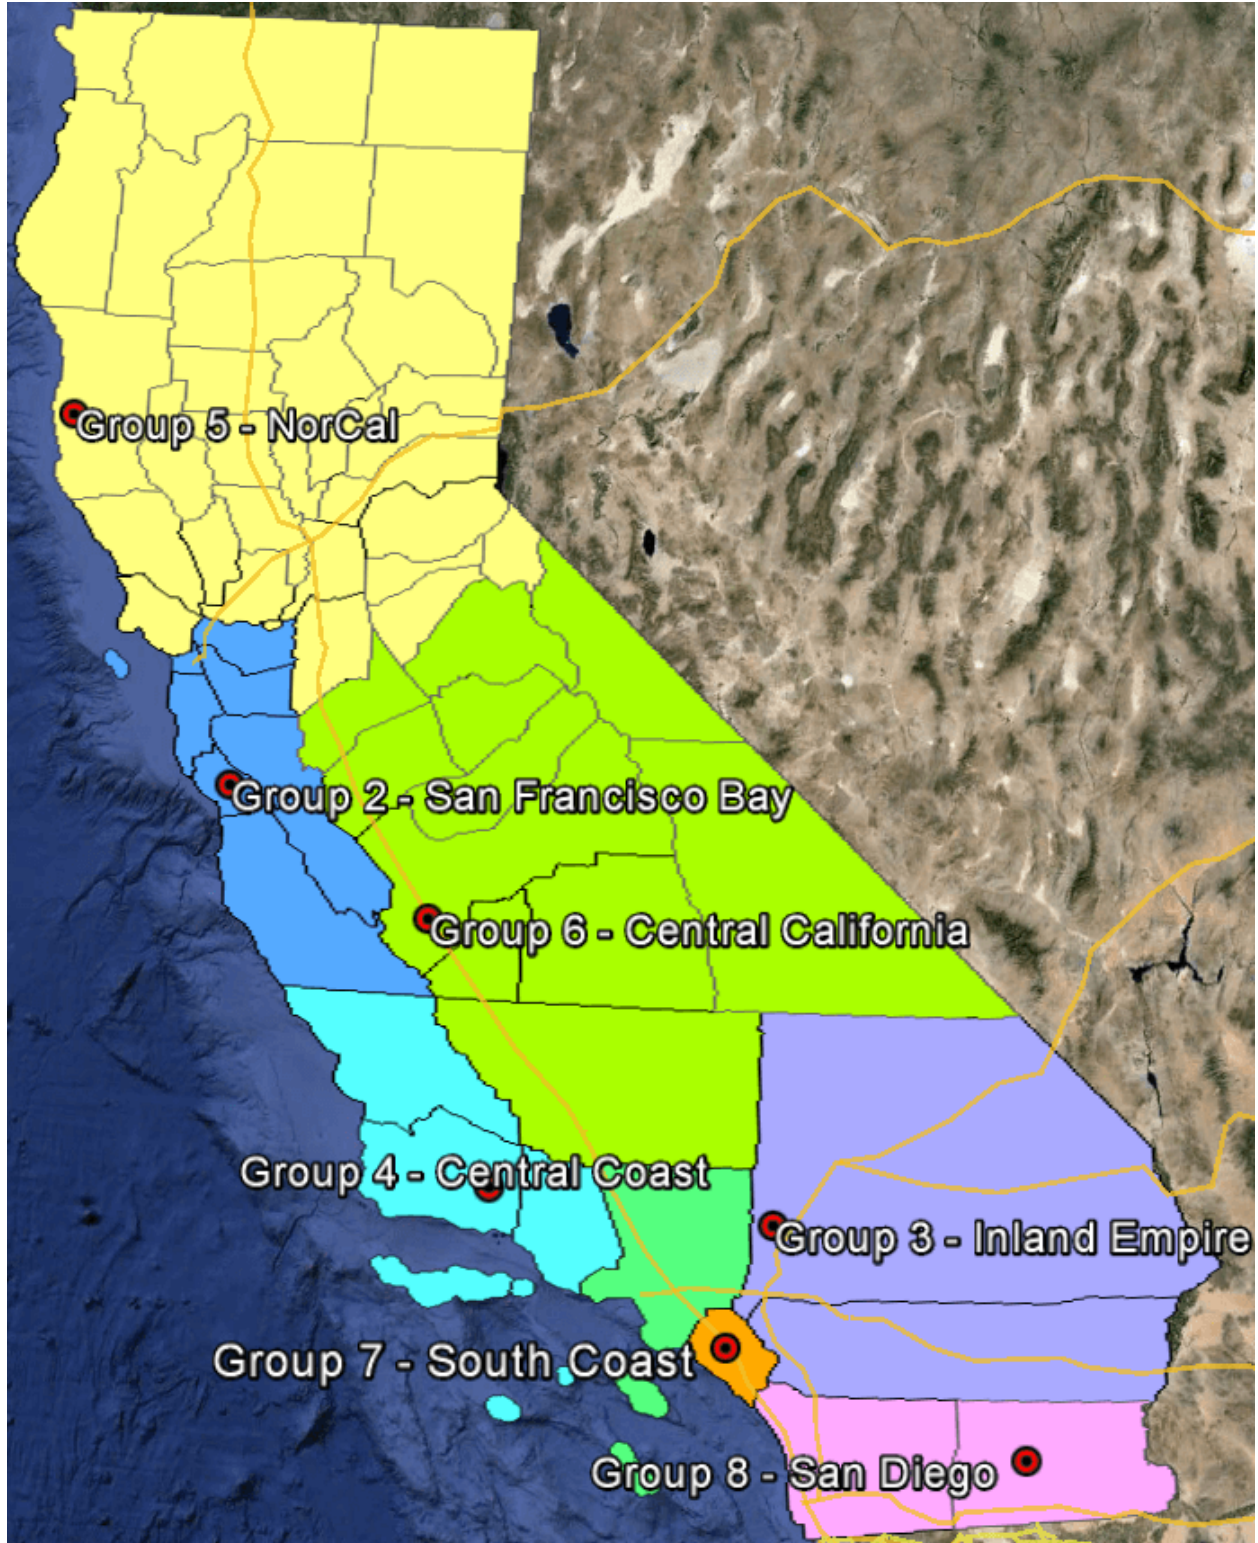 Group 5 - NorCal
Group 2 - San Francisco Bay
Group 6 - Central California
Group 4 - Central Coast
Group 3 - Inland Empire
Group 7 - South Coast
Group 8 - San Diego